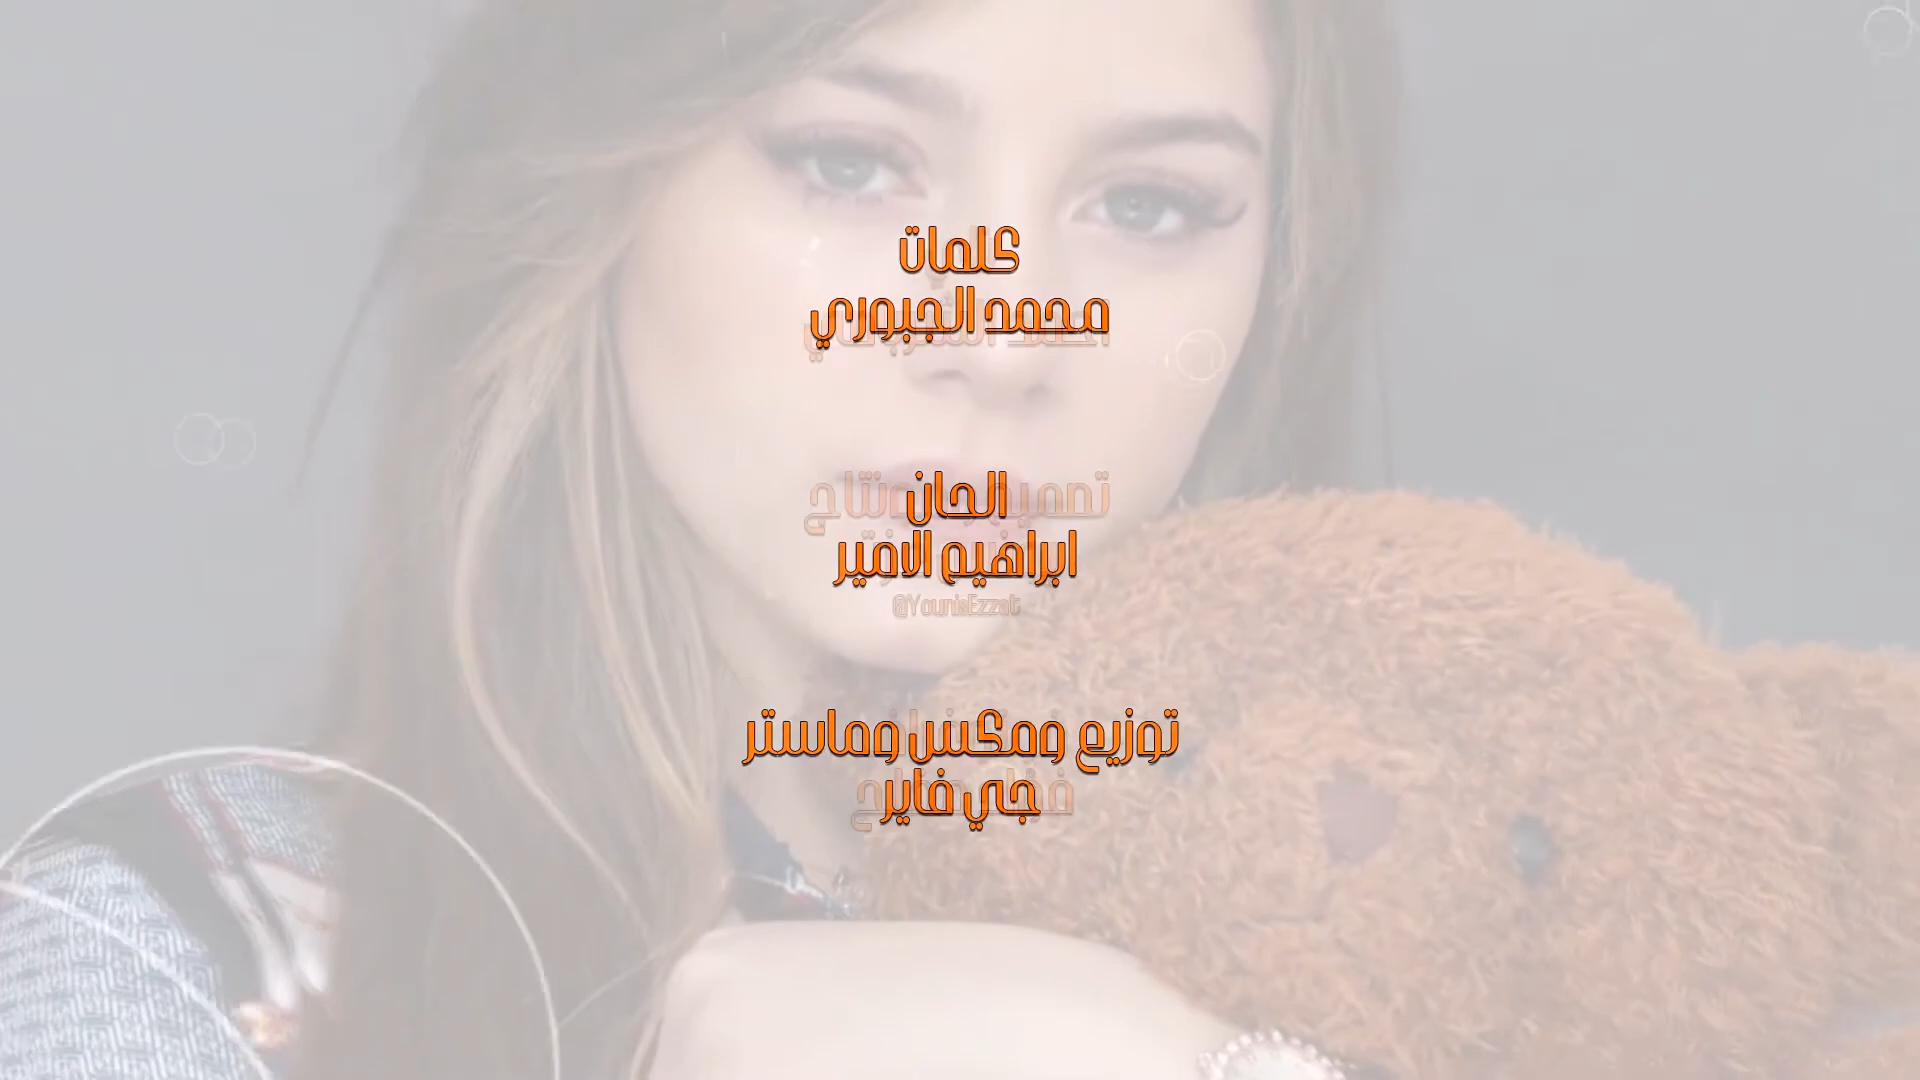 كلمات
محمد الجبوري
الحان
ابراهيم الامير
@YounisEzzat
توزيع ومكس وماستر
جي فاير